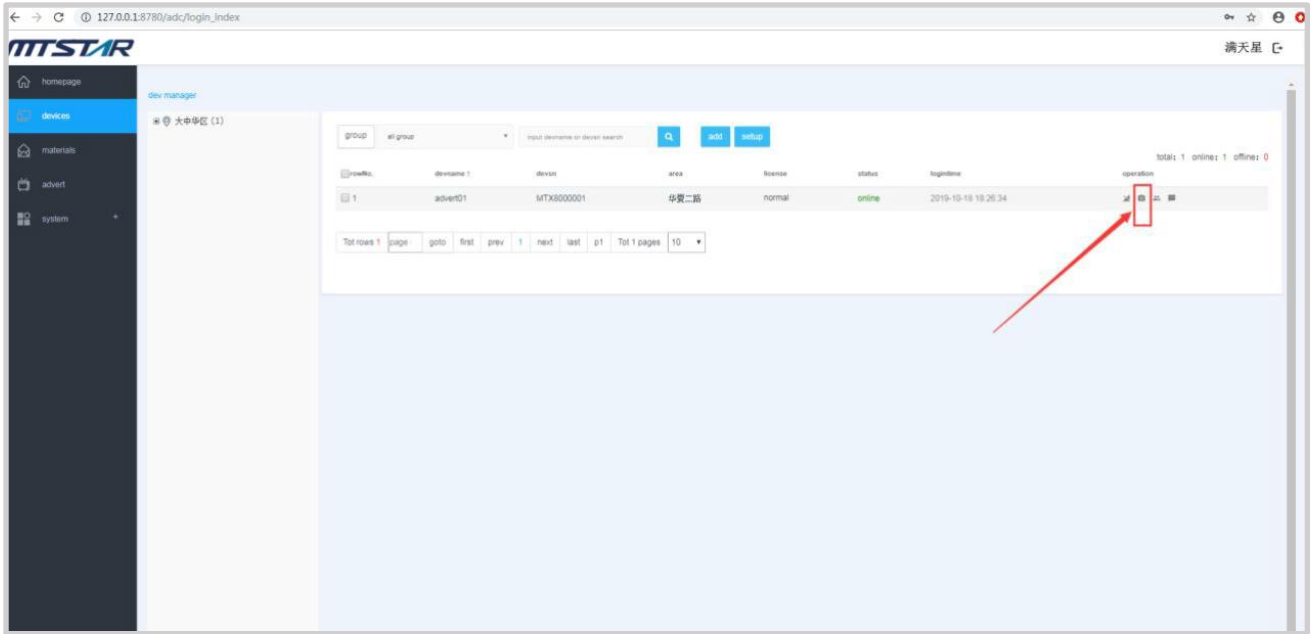 127.0.0.1:8780/adc/login_index
MTSTAR
满天星
homepage
devices
materials
advert
system +
dev manager
大中华区 (1)
group all group input devname or devsn search add setup
total: 1 online: 1 offine: 0
rowNo. devname ↑ devsn area license status logintime operation
1 advert01 MTX8000001 华夏二路 normal online 2019-10-18 18:26:34
Tot rows 1 page goto first prev 1 next last p1 Tot 1 pages 10